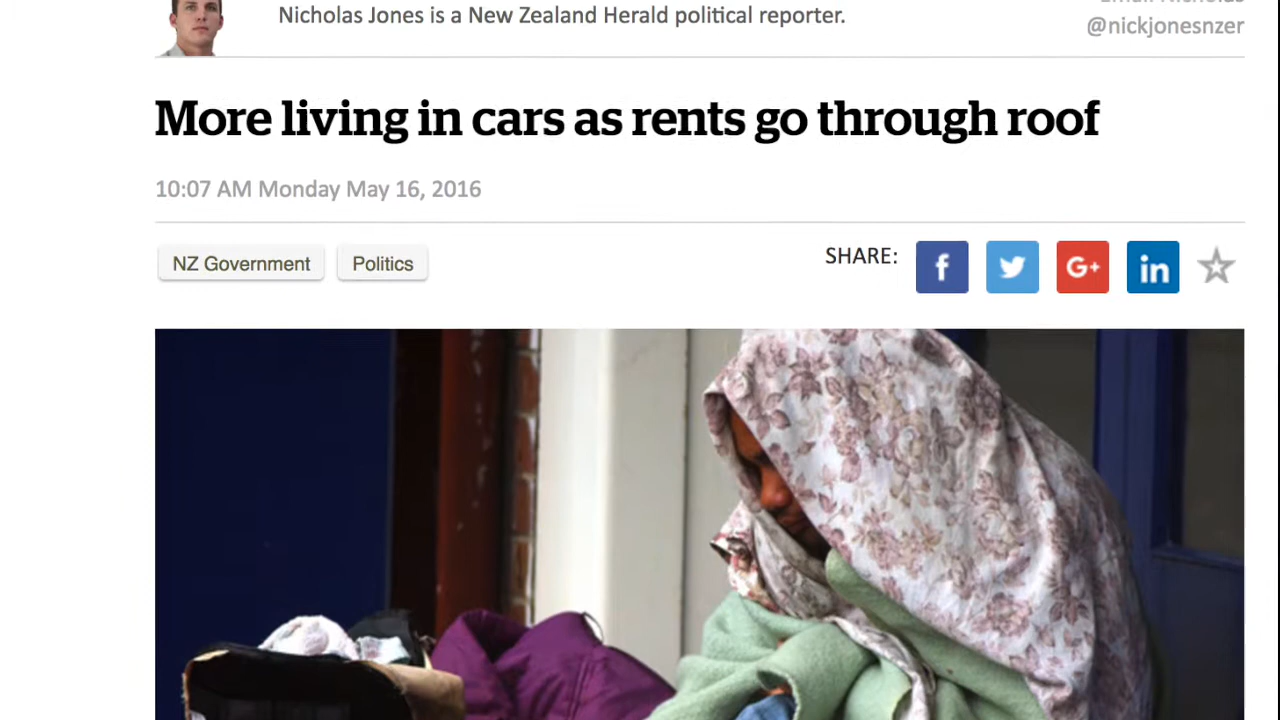 Nicholas Jones is a New Zealand Herald political reporter.
@nickjonesnzer
More living in cars as rents go through roof
10:07 AM Monday May 16, 2016
NZ Government
Politics
SHARE:
f
G+
in